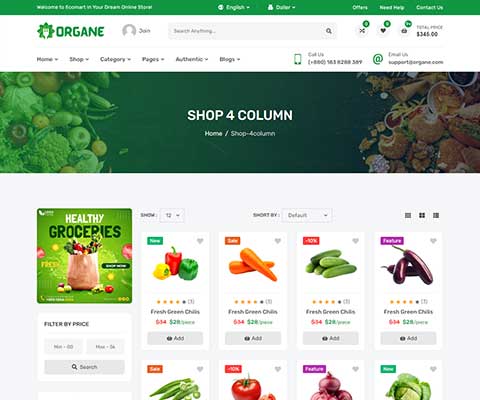 Welcome to Ecomart in Your Dream Online Store!
English
Doller
Offers
Help
Contact Us
ORGANE
Join
Search Anything...
0
0
9+
TOTAL PRICE
$345.00
Home
Shop
Category
Pages
Authentic
Blogs
Call Us
(+880) 183 8288 389
Email Us
support@organe.com
SHOP 4 COLUMN
Home / Shop-4column
HEALTHY
GROCERIES
FRESH
SHOP NOW
SHOW :
12
SHORT BY :
Default
New
(3)
Fresh Green Chilis
$34 $28/piece
Add
Sale
(3)
Fresh Green Chilis
$34 $28/piece
Add
-10%
(3)
Fresh Green Chilis
$34 $28/piece
Add
Feature
(3)
Fresh Green Chilis
$34 $28/piece
Add
FILTER BY PRICE
Min - 00
Max - 5k
Search
Sale
-10%
Feature
New